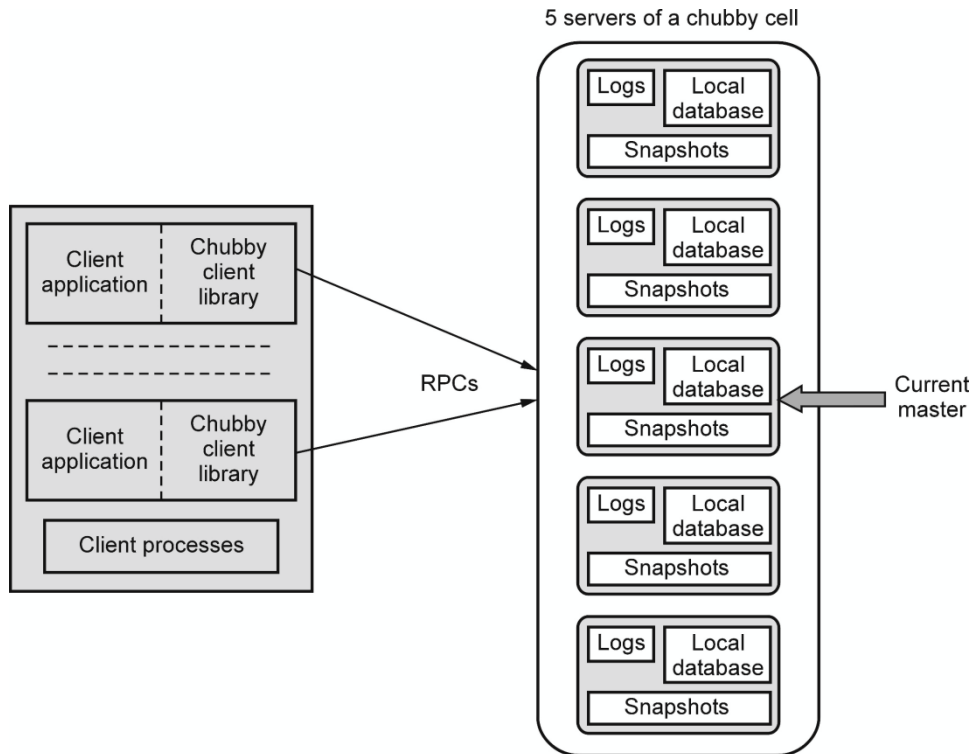 5 servers of a chubby cell
Logs
Local
database
Snapshots
Logs
Local
database
Snapshots
Client
application
Chubby
client
library
RPCs
Logs
Local
database
Snapshots
Current
master
Client
application
Chubby
client
library
Client processes
Logs
Local
database
Snapshots
Logs
Local
database
Snapshots